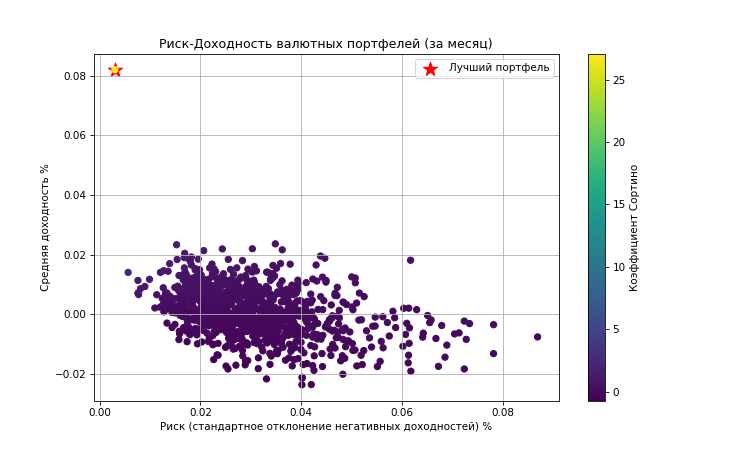 Риск-Доходность валютных портфелей (за месяц)
Лучший портфель
Средняя доходность %
0.08
0.06
0.04
0.02
0.00
−0.02
0.00 0.02 0.04 0.06 0.08
Риск (стандартное отклонение негативных доходностей) %
25
20
15
10
5
0
Коэффициент Сортино